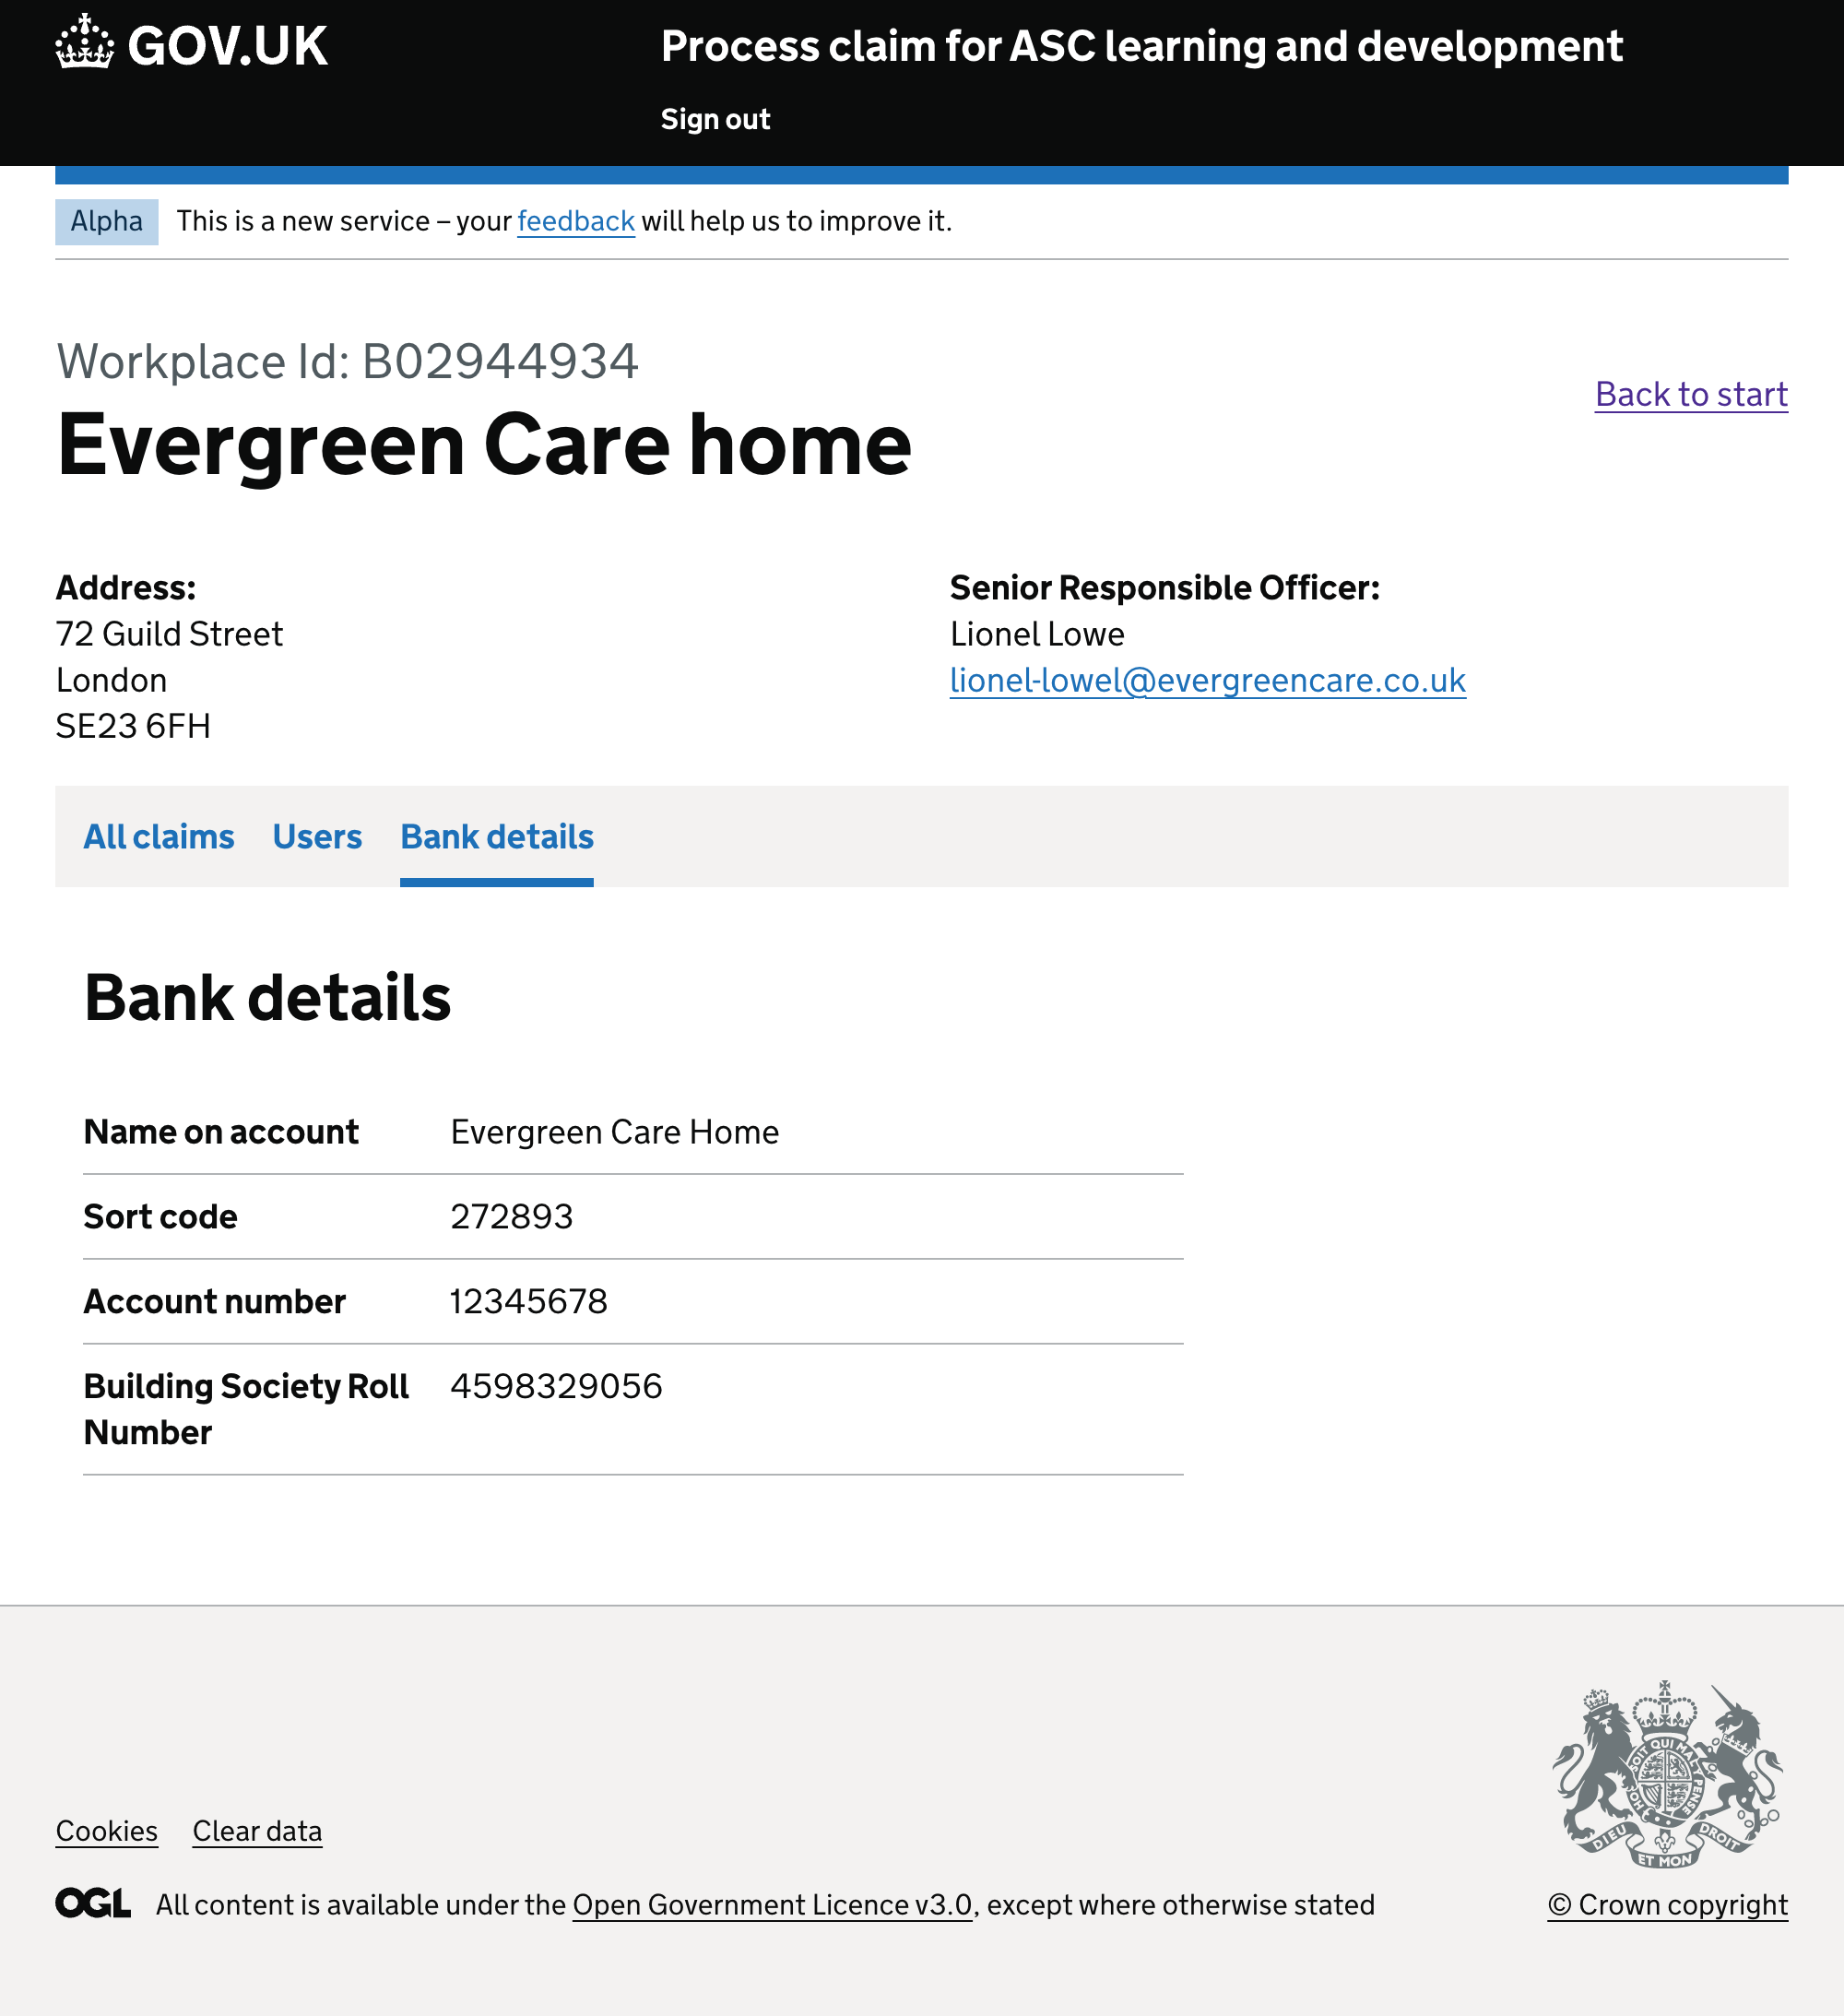 GOV.UK
Process claim for ASC learning and development
Sign out
Alpha This is a new service – your feedback will help us to improve it.
Workplace Id: B02944934
Evergreen Care home
Back to start
Address:
72 Guild Street
London
SE23 6FH
Senior Responsible Officer:
Lionel Lowe
lionel-lowel@evergreencare.co.uk
All claims Users Bank details
Bank details
Name on account Evergreen Care Home
Sort code 272893
Account number 12345678
Building Society Roll 4598329056
Number
Cookies Clear data
DIEU ET MON DROIT
OGL All content is available under the Open Government Licence v3.0, except where otherwise stated
© Crown copyright